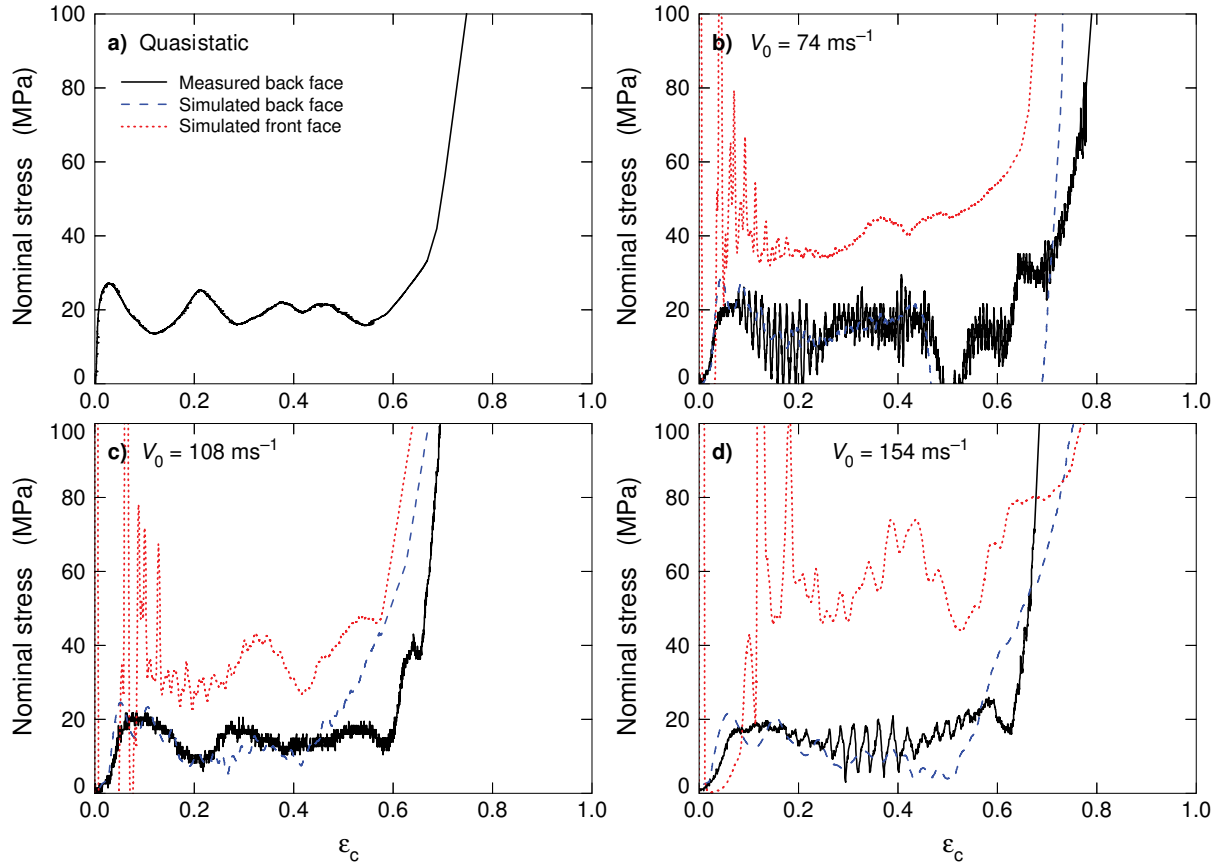 a) Quasistatic
Measured back face
Simulated back face
Simulated front face
Nominal stress (MPa)
100
80
60
40
20
0
0.0 0.2 0.4 0.6 0.8 1.0
b) V0 = 74 ms−1
Nominal stress (MPa)
100
80
60
40
20
0
0.0 0.2 0.4 0.6 0.8 1.0
c) V0 = 108 ms−1
Nominal stress (MPa)
100
80
60
40
20
0
0.0 0.2 0.4 0.6 0.8 1.0
εc
d) V0 = 154 ms−1
Nominal stress (MPa)
100
80
60
40
20
0
0.0 0.2 0.4 0.6 0.8 1.0
εc